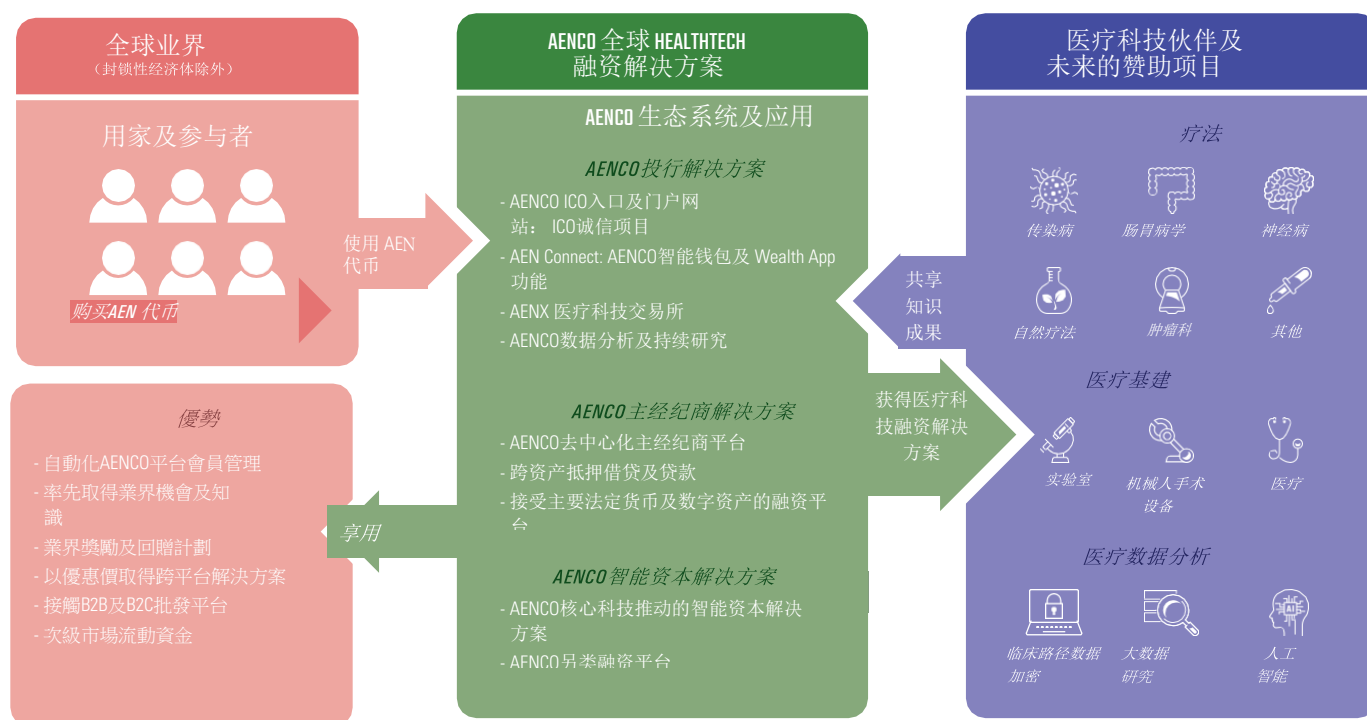 全球业界
（封锁性经济体除外）
用家及参与者
购买AEN 代币
使用 AEN
代币
優勢
- 自動化AENCO平台會員管理
- 率先取得業界機會及知
識
- 業界獎勵及回贈計劃
- 以優惠價取得跨平台解決方案
- 接觸B2B及B2C批發平台
- 次級市場流動資金
享用
AENCO 全球 HEALTHTECH
融资解决方案
AENCO 生态系统及应用
AENCO投行解决方案
- AENCO ICO入口及门户网
站： ICO诚信项目
- AEN Connect: AENCO智能钱包及 Wealth App
功能
- AENX 医疗科技交易所
- AENCO数据分析及持续研究
AENCO主经纪商解决方案
- AENCO去中心化主经纪商平台
- 跨资产抵押借贷及贷款
- 接受主要法定货币及数字资产的融资平
台
AENCO智能资本解决方案
- AENCO核心科技推动的智能资本解决
方案
- AENCO另类融资平台
共享
知识
成果
获得医疗科
技融资解决
方案
医疗科技伙伴及
未来的赞助项目
疗法
传染病
肠胃病学
神经病
自然疗法
肿瘤科
其他
医疗基建
实验室
机械人手术
设备
医疗
医疗数据分析
临床路径数据
加密
大数据
研究
AI
人工
智能